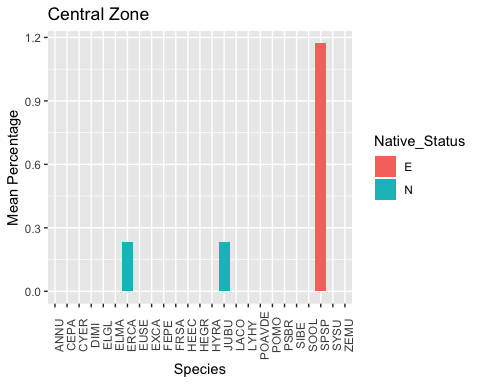 Central Zone
Mean Percentage
1.2
0.9
0.6
0.3
0.0
ANNU
CEPA
CYER
DIMI
ELGL
ELMA
ERCA
EUSE
EXCA
FEPE
FRSA
HEEC
HEGR
HYRA
JUBU
LACO
LYHY
POAVDE
POMO
PSBR
SIBE
SOOL
SPSP
SYSU
ZEMU
Species
Native_Status
E
N